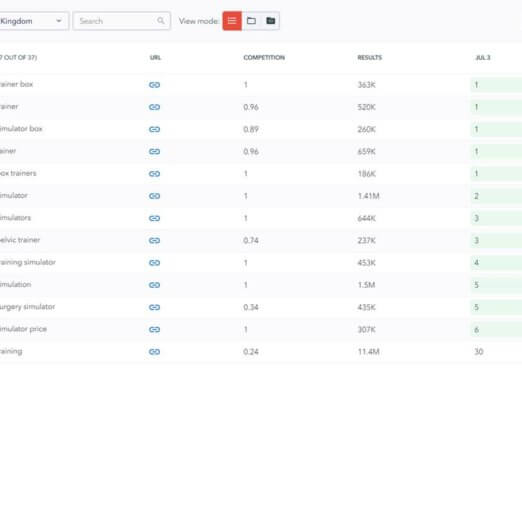 Kingdom Search View mode:
7 OUT OF 37) URL COMPETITION RESULTS JUL 3
rainer box 1 363K 1
rainer 0.96 520K 1
imulator box 0.89 260K 1
ainer 0.96 659K 1
ox trainers 1 186K 1
imulator 1 1.41M 2
imulators 1 644K 3
elvic trainer 0.74 237K 3
raining simulator 1 453K 4
imulation 1 1.5M 5
urgery simulator 0.34 435K 5
imulator price 1 307K 6
raining 0.24 11.4M 30